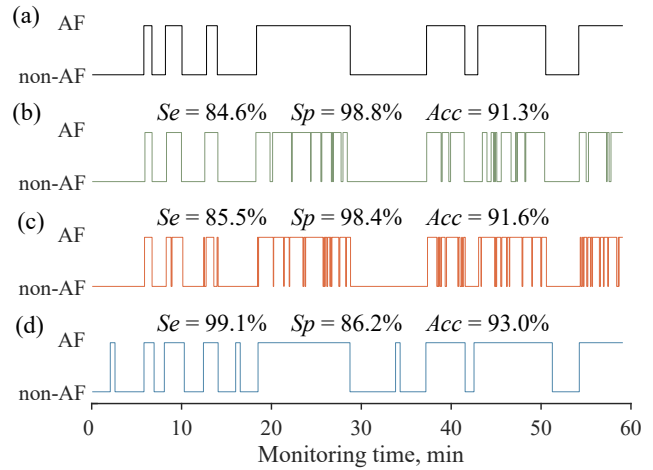 (a)
AF
non-AF
(b)
Se = 84.6% Sp = 98.8% Acc = 91.3%
AF
non-AF
(c)
Se = 85.5% Sp = 98.4% Acc = 91.6%
AF
non-AF
(d)
Se = 99.1% Sp = 86.2% Acc = 93.0%
AF
non-AF
0 10 20 30 40 50 60
Monitoring time, min